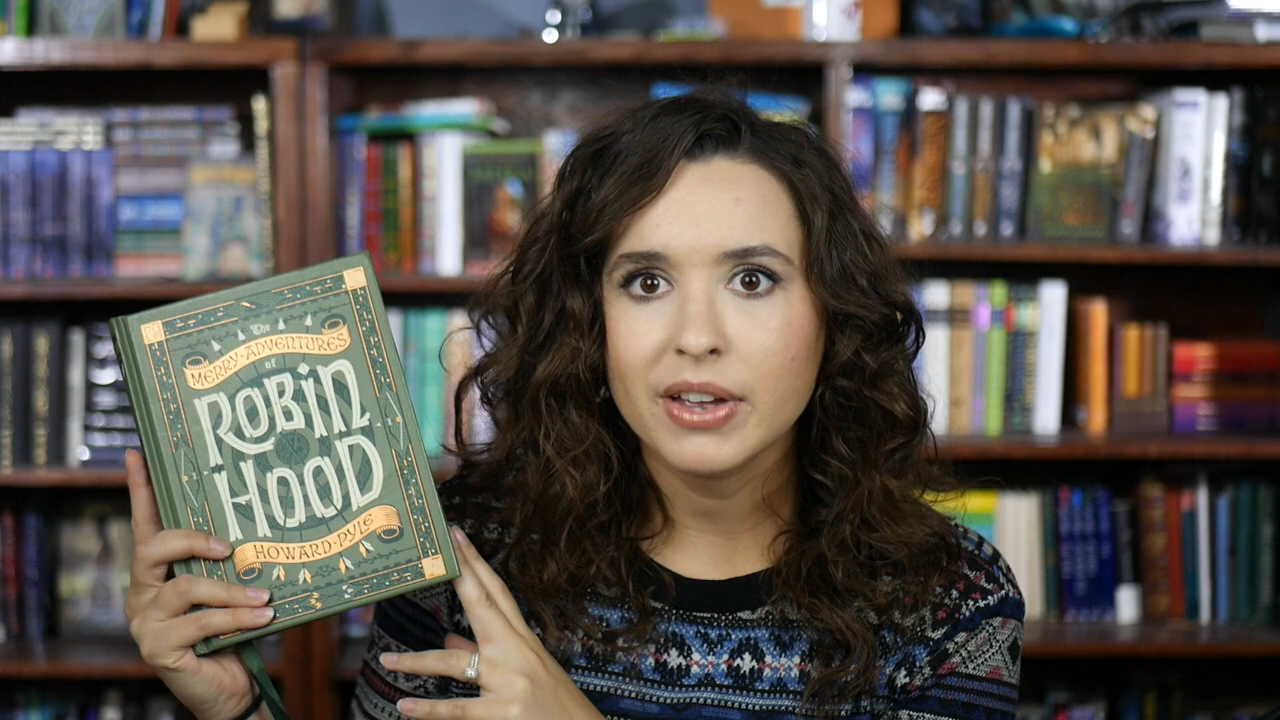 The
MERRY·ADVENTURES
of
ROBIN
HOOD
HOWARD·PYLE